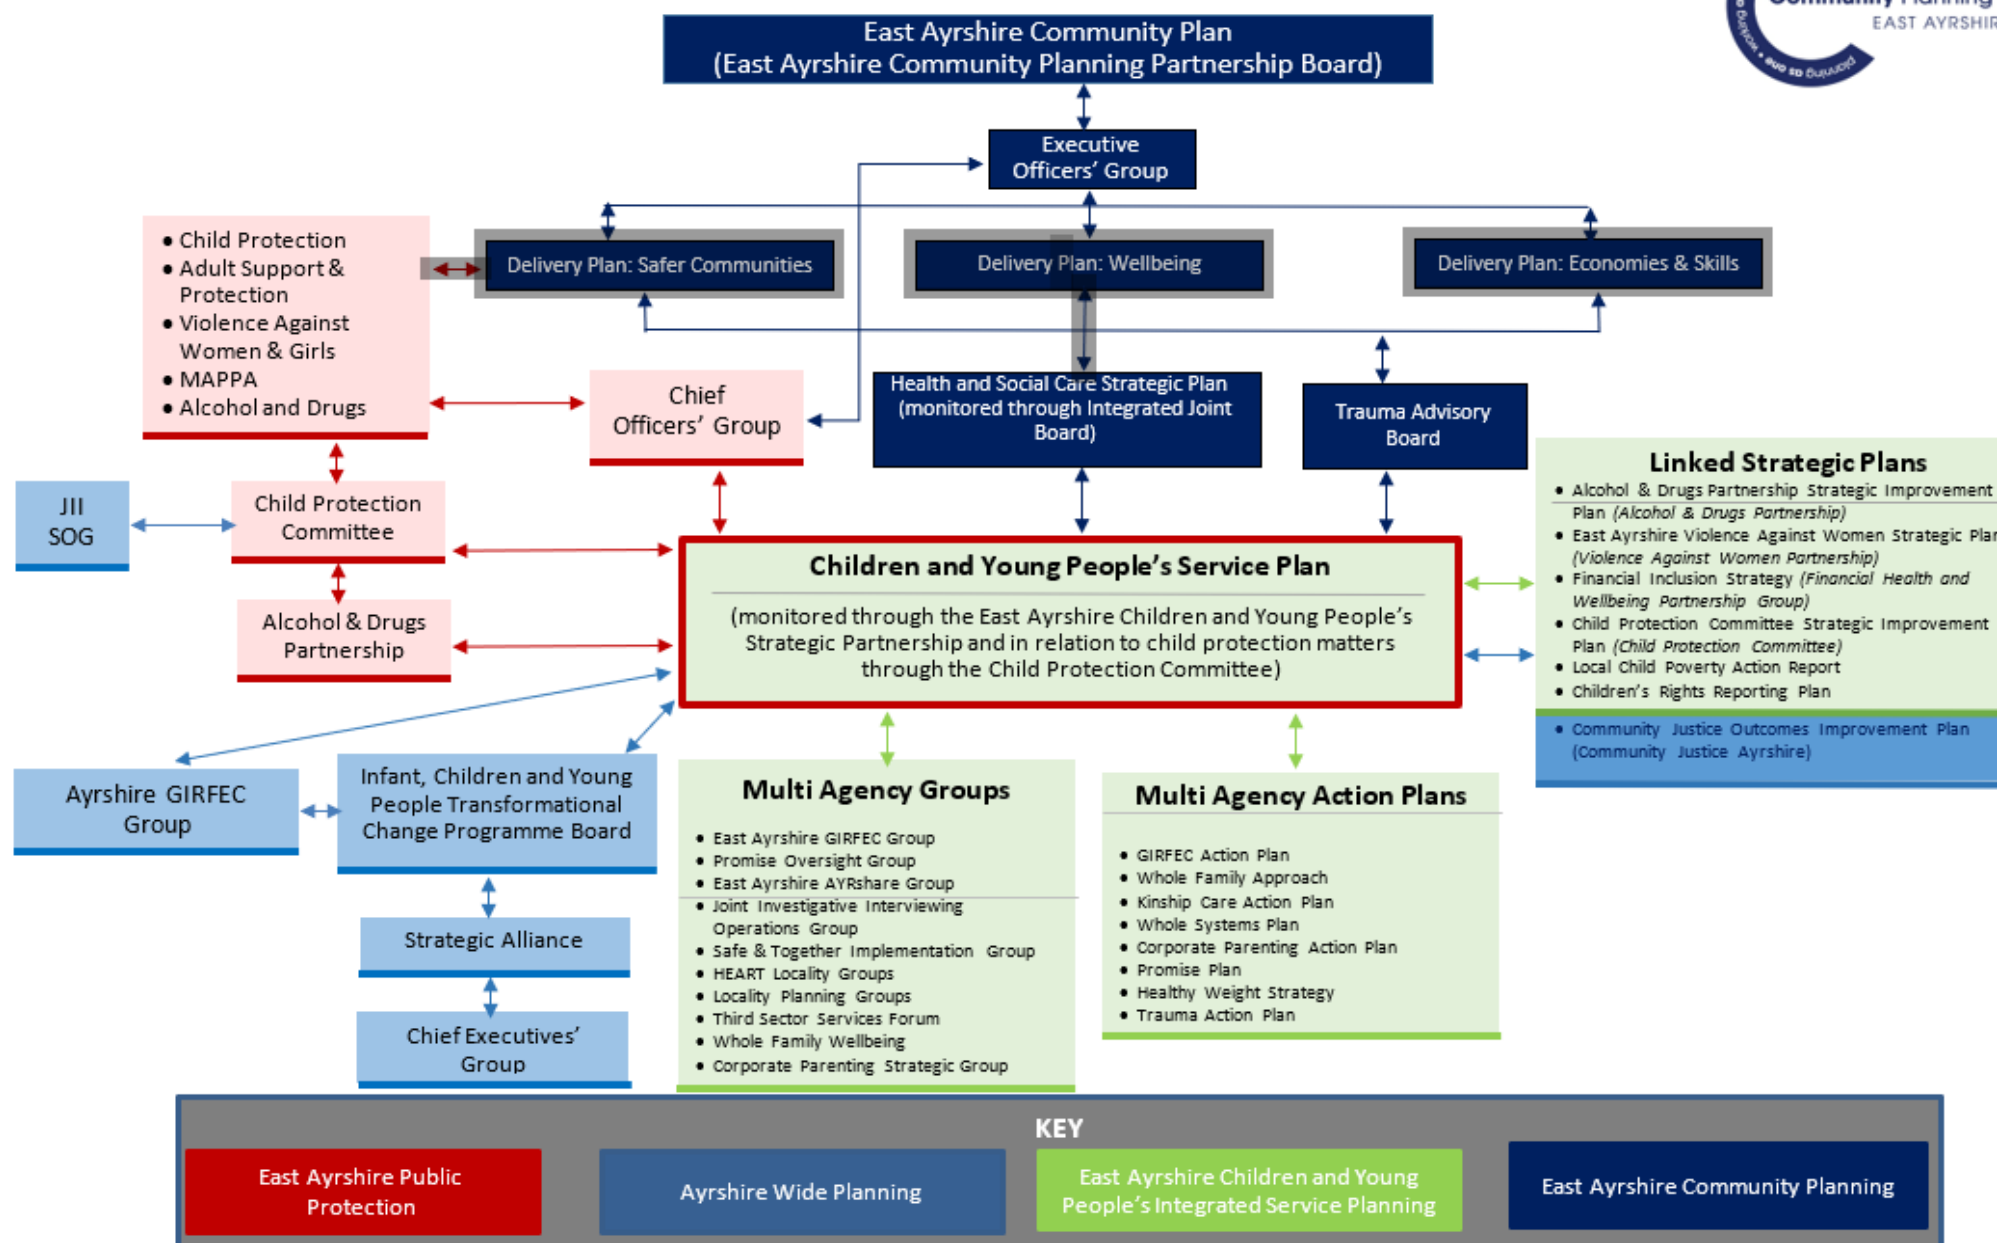 Community Planning
EAST AYRSHIR
planning as one • working as
East Ayrshire Community Plan
(East Ayrshire Community Planning Partnership Board)
Executive
Officers’ Group
• Child Protection
• Adult Support &
Protection
• Violence Against
Women & Girls
• MAPPA
• Alcohol and Drugs
Delivery Plan: Safer Communities
Delivery Plan: Wellbeing
Delivery Plan: Economies & Skills
Chief
Officers’ Group
Health and Social Care Strategic Plan
(monitored through Integrated Joint
Board)
Trauma Advisory
Board
JII
SOG
Child Protection
Committee
Alcohol & Drugs
Partnership
Children and Young People’s Service Plan
(monitored through the East Ayrshire Children and Young People’s
Strategic Partnership and in relation to child protection matters
through the Child Protection Committee)
Linked Strategic Plans
• Alcohol & Drugs Partnership Strategic Improvement
Plan (Alcohol & Drugs Partnership)
• East Ayrshire Violence Against Women Strategic Plan
(Violence Against Women Partnership)
• Financial Inclusion Strategy (Financial Health and
Wellbeing Partnership Group)
• Child Protection Committee Strategic Improvement
Plan (Child Protection Committee)
• Local Child Poverty Action Report
• Children’s Rights Reporting Plan
• Community Justice Outcomes Improvement Plan
(Community Justice Ayrshire)
Ayrshire GIRFEC
Group
Infant, Children and Young
People Transformational
Change Programme Board
Strategic Alliance
Chief Executives’
Group
Multi Agency Groups
• East Ayrshire GIRFEC Group
• Promise Oversight Group
• East Ayrshire AYRshare Group
• Joint Investigative Interviewing
Operations Group
• Safe & Together Implementation Group
• HEART Locality Groups
• Locality Planning Groups
• Third Sector Services Forum
• Whole Family Wellbeing
• Corporate Parenting Strategic Group
Multi Agency Action Plans
• GIRFEC Action Plan
• Whole Family Approach
• Kinship Care Action Plan
• Whole Systems Plan
• Corporate Parenting Action Plan
• Promise Plan
• Healthy Weight Strategy
• Trauma Action Plan
KEY
East Ayrshire Public
Protection
Ayrshire Wide Planning
East Ayrshire Children and Young
People’s Integrated Service Planning
East Ayrshire Community Planning